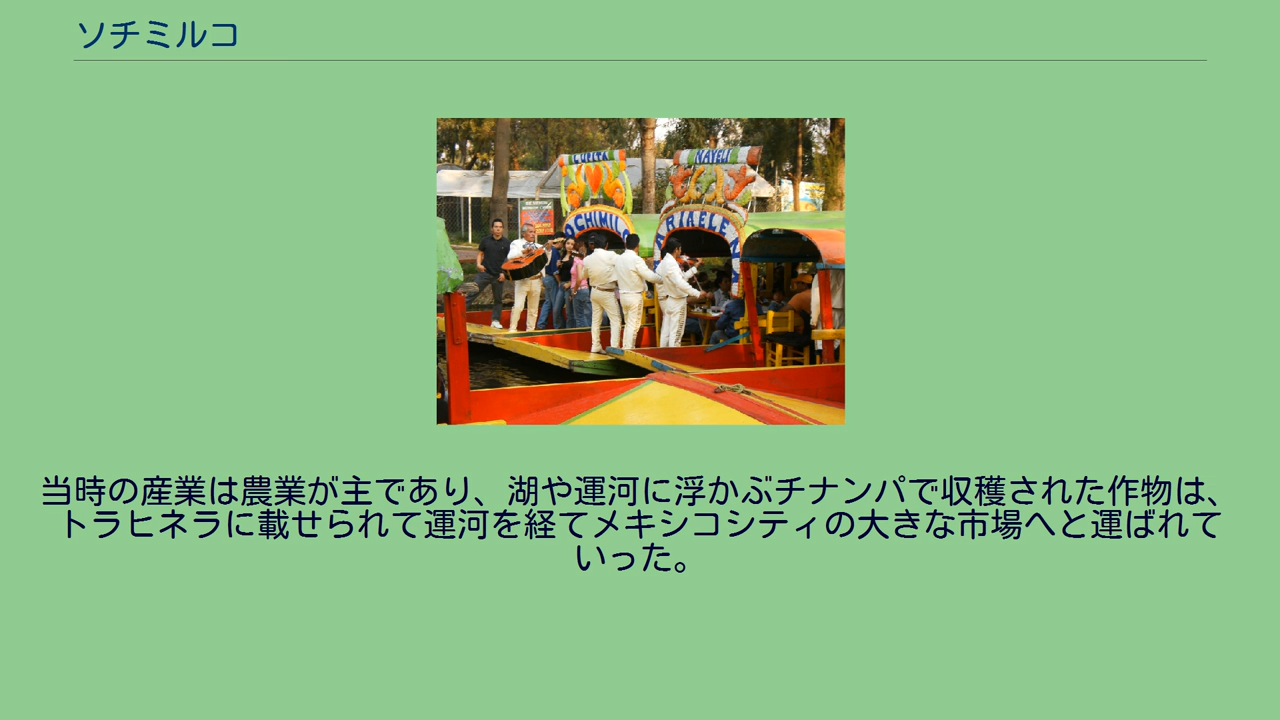 ソチミルコ
LUPITA
NAYELI
OCHIMILC
ARIAELEN
当時の産業は農業が主であり、湖や運河に浮かぶチナンパで収穫された作物は、
トラヒネラに載せられて運河を経てメキシコシティの大きな市場へと運ばれて
いった。